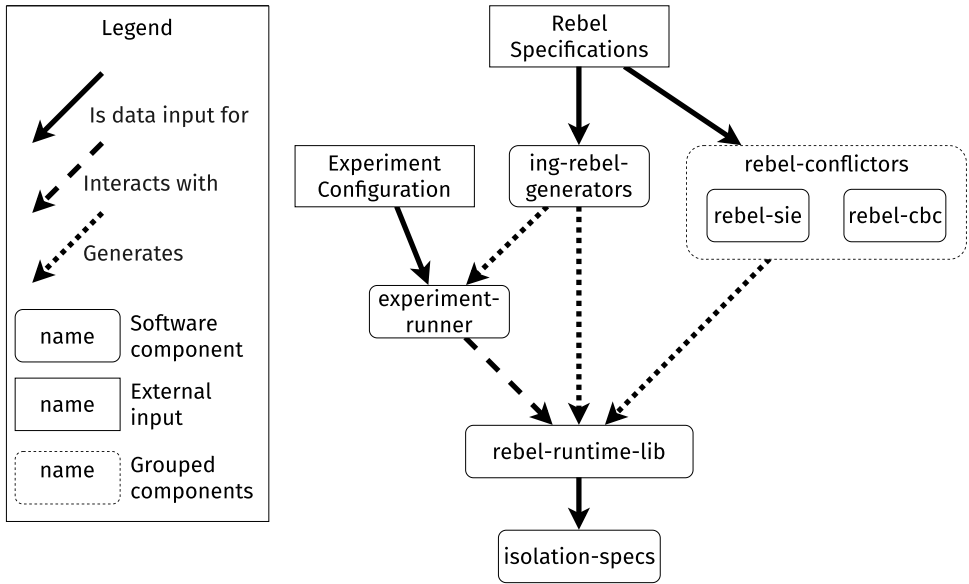 Legend
Is data input for
Interacts with
Generates
name
Software
component
name
External
input
name
Grouped
components
Rebel
Specifications
Experiment
Configuration
ing-rebel-
generators
rebel-conflictors
rebel-sie
rebel-cbc
experiment-
runner
rebel-runtime-lib
isolation-specs